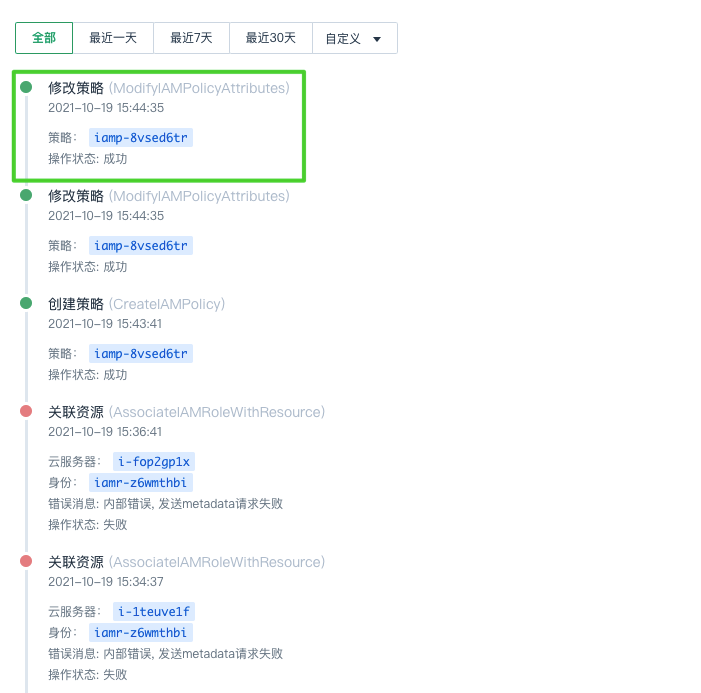 全部 最近一天 最近7天 最近30天 自定义
修改策略 (ModifyIAMPolicyAttributes)
2021-10-19 15:44:35
策略: iamp-8vsed6tr
操作状态: 成功
修改策略 (ModifyIAMPolicyAttributes)
2021-10-19 15:44:35
策略: iamp-8vsed6tr
操作状态: 成功
创建策略 (CreateIAMPolicy)
2021-10-19 15:43:41
策略: iamp-8vsed6tr
操作状态: 成功
关联资源 (AssociateIAMRoleWithResource)
2021-10-19 15:36:41
云服务器: i-fop2gp1x
身份: iamr-z6wmthbi
错误消息: 内部错误, 发送metadata请求失败
操作状态: 失败
关联资源 (AssociateIAMRoleWithResource)
2021-10-19 15:34:37
云服务器: i-1teuve1f
身份: iamr-z6wmthbi
错误消息: 内部错误, 发送metadata请求失败
操作状态: 失败